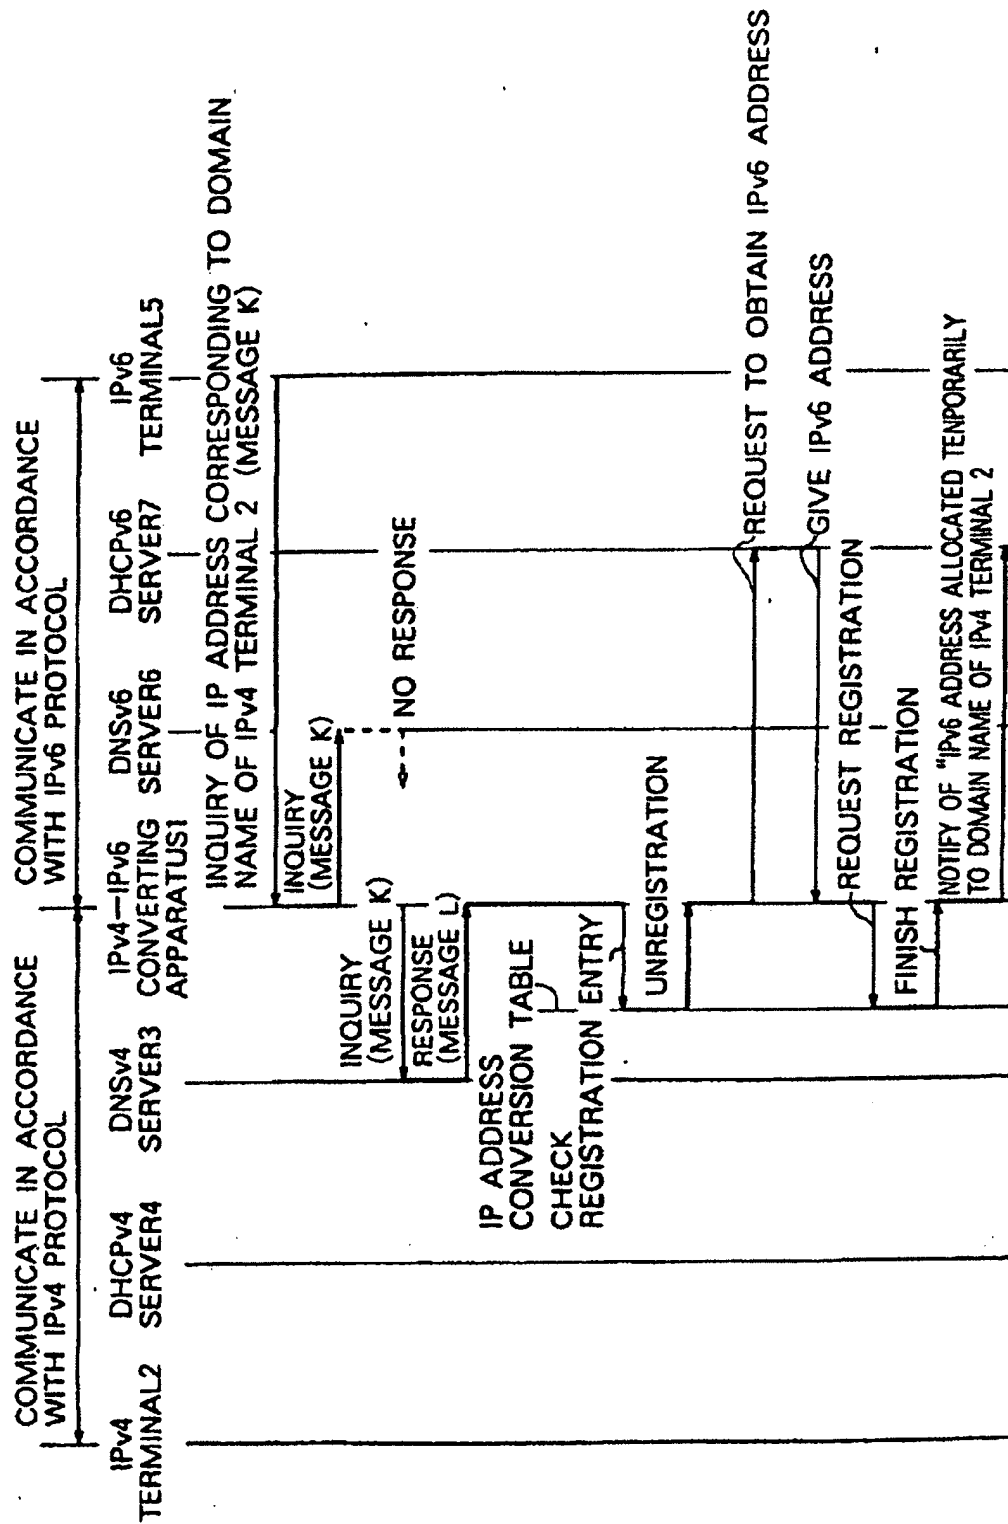 COMMUNICATE IN ACCORDANCE
WITH IPv4 PROTOCOL
COMMUNICATE IN ACCORDANCE
WITH IPv6 PROTOCOL
IPv4
TERMINAL2
DHCPv4
SERVER4
DNSv4
SERVER3
IPv4—IPv6
CONVERTING
APPARATUS1
DNSv6
SERVER6
DHCPv6
SERVER7
IPv6
TERMINAL5
INQUIRY OF IP ADDRESS CORRESPONDING TO DOMAIN
NAME OF IPv4 TERMINAL 2 (MESSAGE K)
INQUIRY
(MESSAGE K)
NO RESPONSE
INQUIRY
(MESSAGE K)
RESPONSE
(MESSAGE L)
IP ADDRESS
CONVERSION TABLE
CHECK
REGISTRATION ENTRY
UNREGISTRATION
REQUEST TO OBTAIN IPv6 ADDRESS
GIVE IPv6 ADDRESS
REQUEST REGISTRATION
FINISH REGISTRATION
NOTIFY OF "IPv6 ADDRESS ALLOCATED TENPORARILY
TO DOMAIN NAME OF IPv4 TERMINAL 2